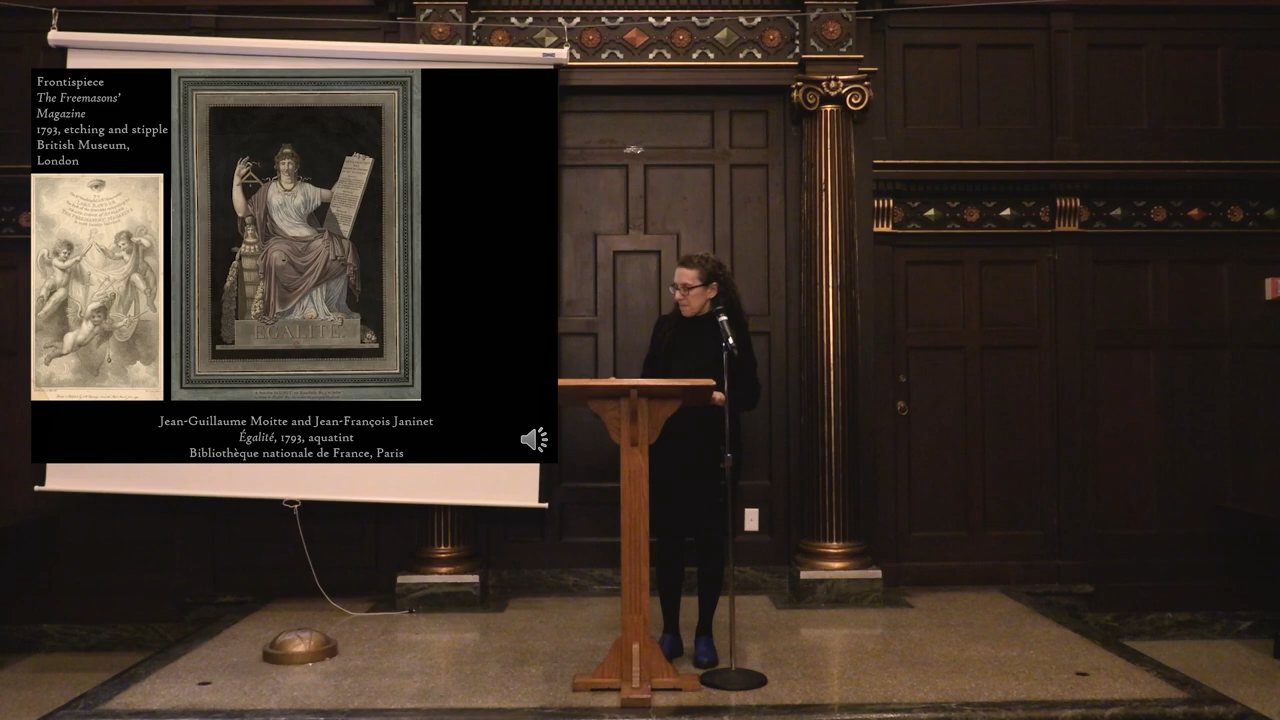 Frontispiece
The Freemasons'
Magazine
1793, etching and stipple
British Museum,
London
EGALITE.
Jean-Guillaume Moitte and Jean-François Janinet
Égalité, 1793, aquatint
Bibliothèque nationale de France, Paris